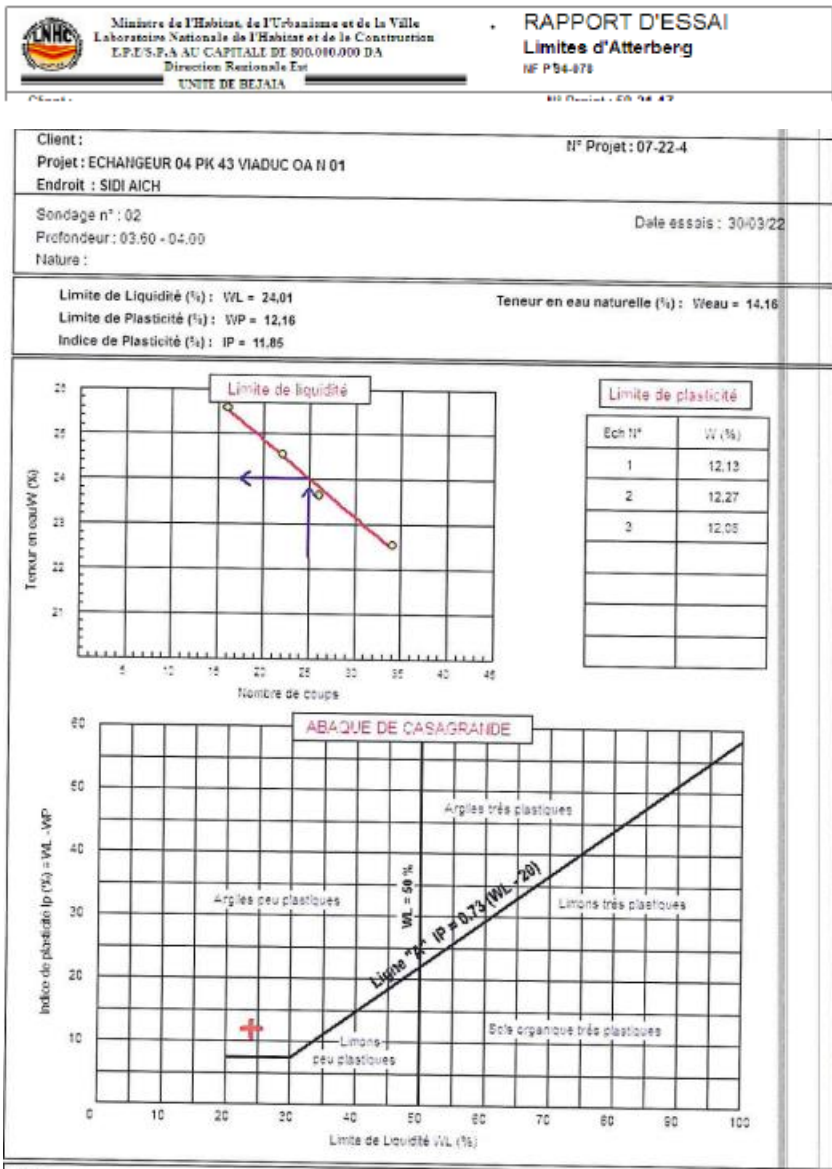 LNHC
Ministre de l'Habitat, de l'Urbanisme et de la Ville
Laboratoire Nationale de l'Habitat et de la Construction
E.P.E/S.P.A AU CAPITALE DE 800.000.000 DA
Direction Regionale Est
UNITE DE BEJAIA
RAPPORT D'ESSAI
Limites d'Atterberg
NF P 94-078
Client :
N° Projet : 07-22-4
Projet : ECHANGEUR 04 PK 43 VIADUC OA N 01
Endroit : SIDI AICH
Sondage n° : 02
Date essais : 30/03/22
Profondeur : 03.60 - 04.00
Nature :
Limite de Liquidité (%) : WL = 24,01
Teneur en eau naturelle (%) : Weau = 14.16
Limite de Plasticité (%) : WP = 12,16
Indice de Plasticité (%) : IP = 11,85
Limite de liquidité
Teneur en eau W (%)
25
24
23
22
21
5 10 15 20 25 30 35 40 45
Nombre de coups
Limite de plasticité
Ech N° W (%)
1 12,13
2 12,27
3
ABAQUE DE CASAGRANDE
Indice de plasticité Ip (%) = WL - WP
60
50
40
30
20
10
Argiles très plastiques
Argiles peu plastiques
WL = 50 %
Ligne "A" IP = 0.73 (WL - 20)
Limons très plastiques
Limons
peu plastiques
Sols organique très plastiques
0 10 20 30 40 50 60 70 80 90 100
Limite de Liquidité WL (%)